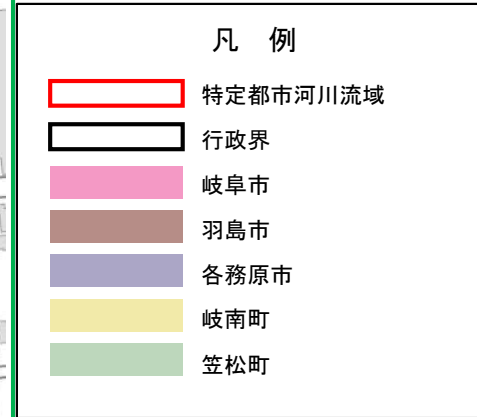 凡 例
特定都市河川流域
行政界
岐阜市
羽島市
各務原市
岐南町
笠松町